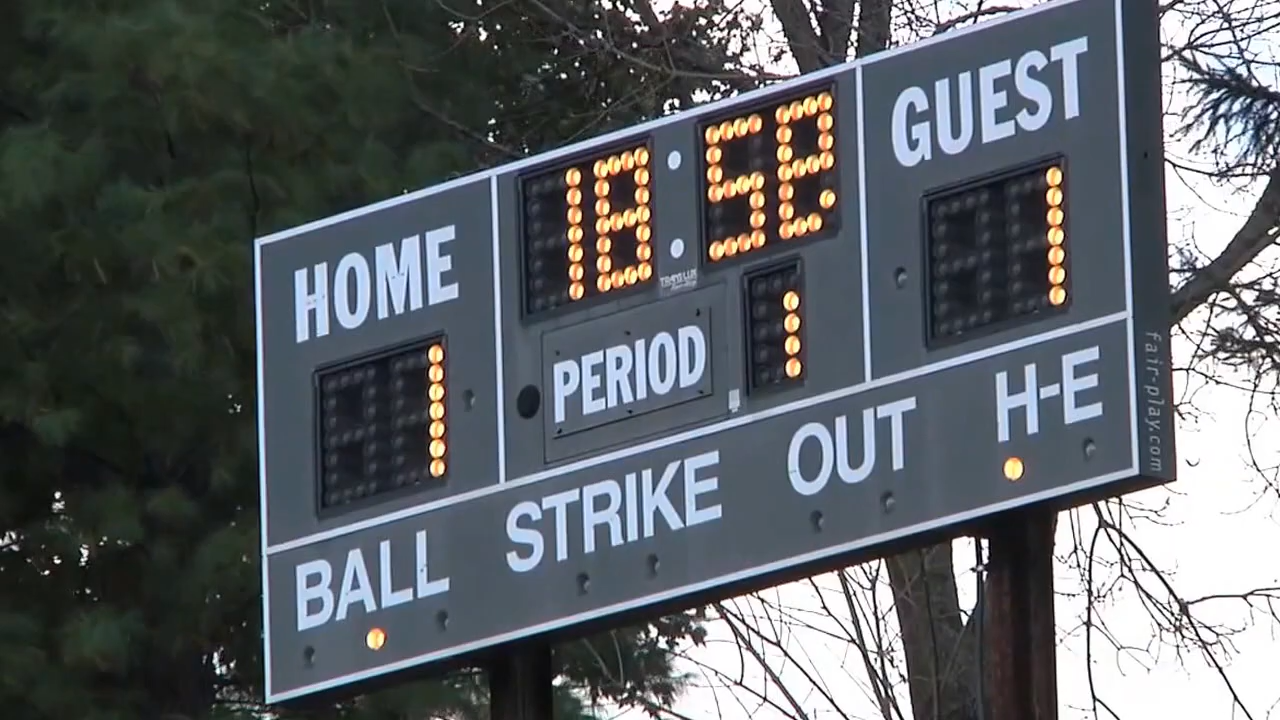 HOME
18:58
GUEST
1
PERIOD
1
1
BALL
STRIKE
OUT
H-E
fair-play.com